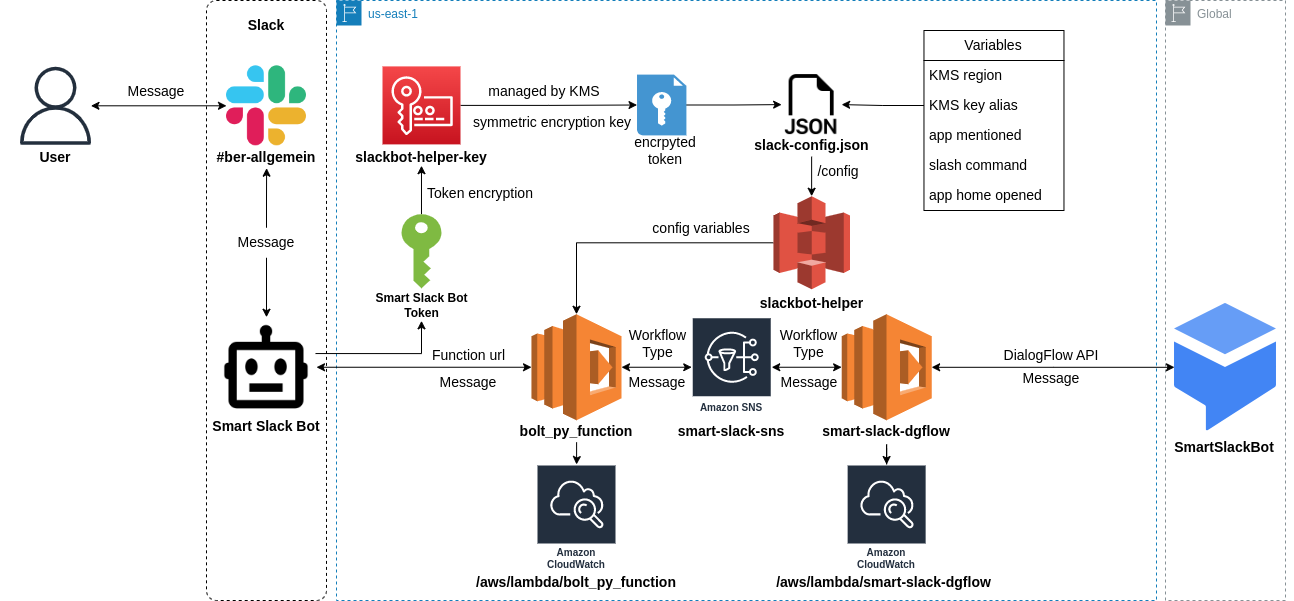 Slack
us-east-1
Global
Message
User
#ber-allgemein
Message
Smart Slack Bot
slackbot-helper-key
managed by KMS
symmetric encryption key
encrpyted
token
JSON
slack-config.json
/config
Variables
KMS region
KMS key alias
app mentioned
slash command
app home opened
Token encryption
Smart Slack Bot
Token
config variables
slackbot-helper
Function url
Message
bolt_py_function
Workflow
Type
Message
Amazon SNS
smart-slack-sns
Workflow
Type
Message
smart-slack-dgflow
DialogFlow API
Message
SmartSlackBot
Amazon
CloudWatch
/aws/lambda/bolt_py_function
Amazon
CloudWatch
/aws/lambda/smart-slack-dgflow